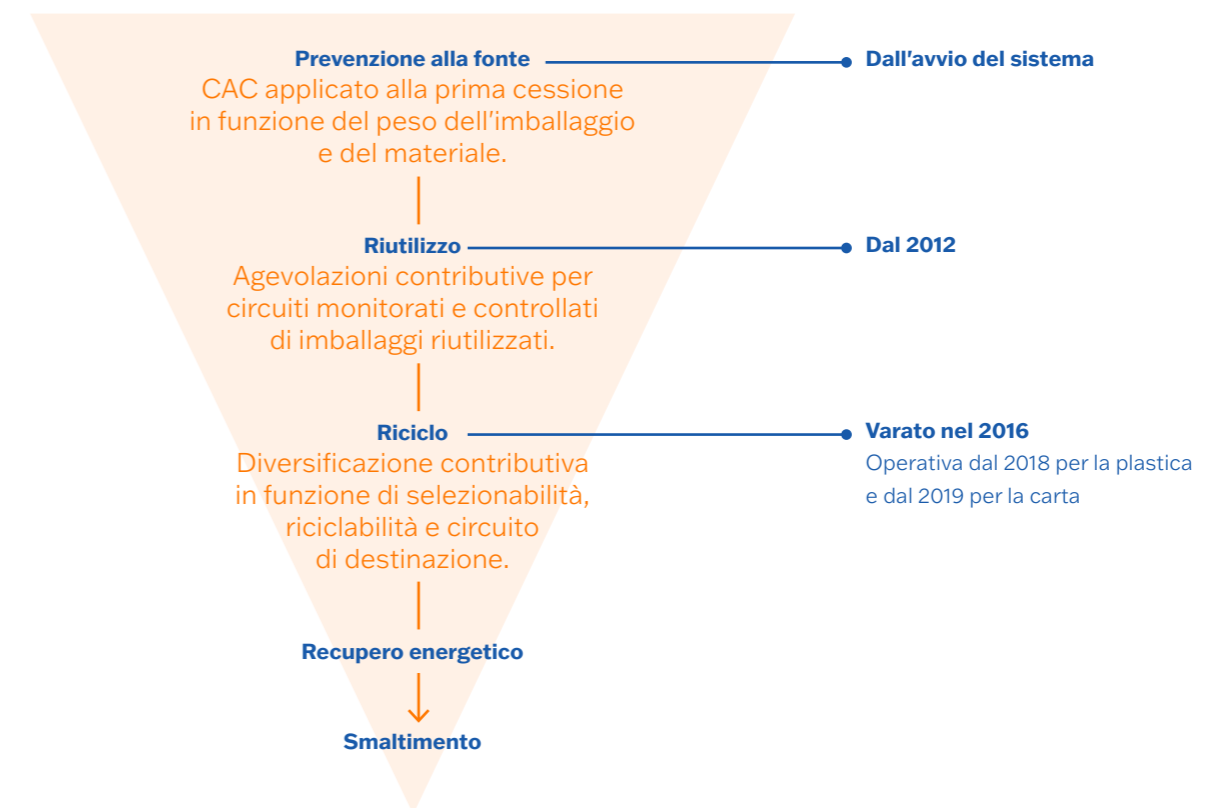 Prevenzione alla fonte
Dall'avvio del sistema
CAC applicato alla prima cessione
in funzione del peso dell'imballaggio
e del materiale.
Riutilizzo
Dal 2012
Agevolazioni contributive per
circuiti monitorati e controllati
di imballaggi riutilizzati.
Riciclo
Varato nel 2016
Operativa dal 2018 per la plastica
e dal 2019 per la carta
Diversificazione contributiva
in funzione di selezionabilità,
riciclabilità e circuito
di destinazione.
Recupero energetico
Smaltimento